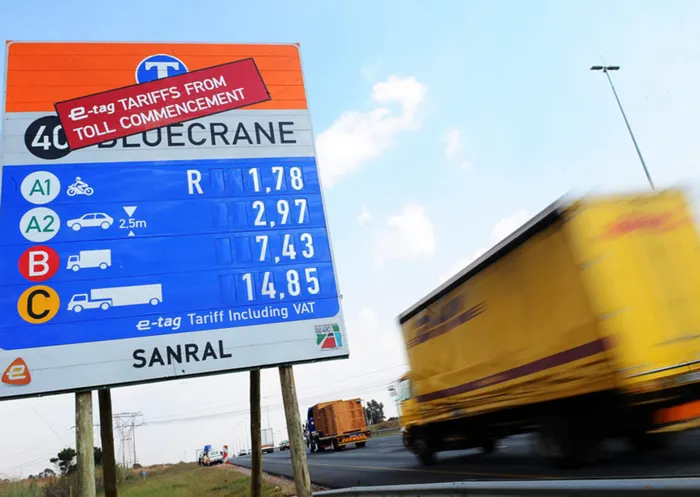 T
e-tag TARIFFS FROM
TOLL COMMENCEMENT
40 BLUECRANE
A1 R 1,78
A2 2,5m 2,97
B 7,43
C 14,85
e-tag Tariff Including VAT
SANRAL
e